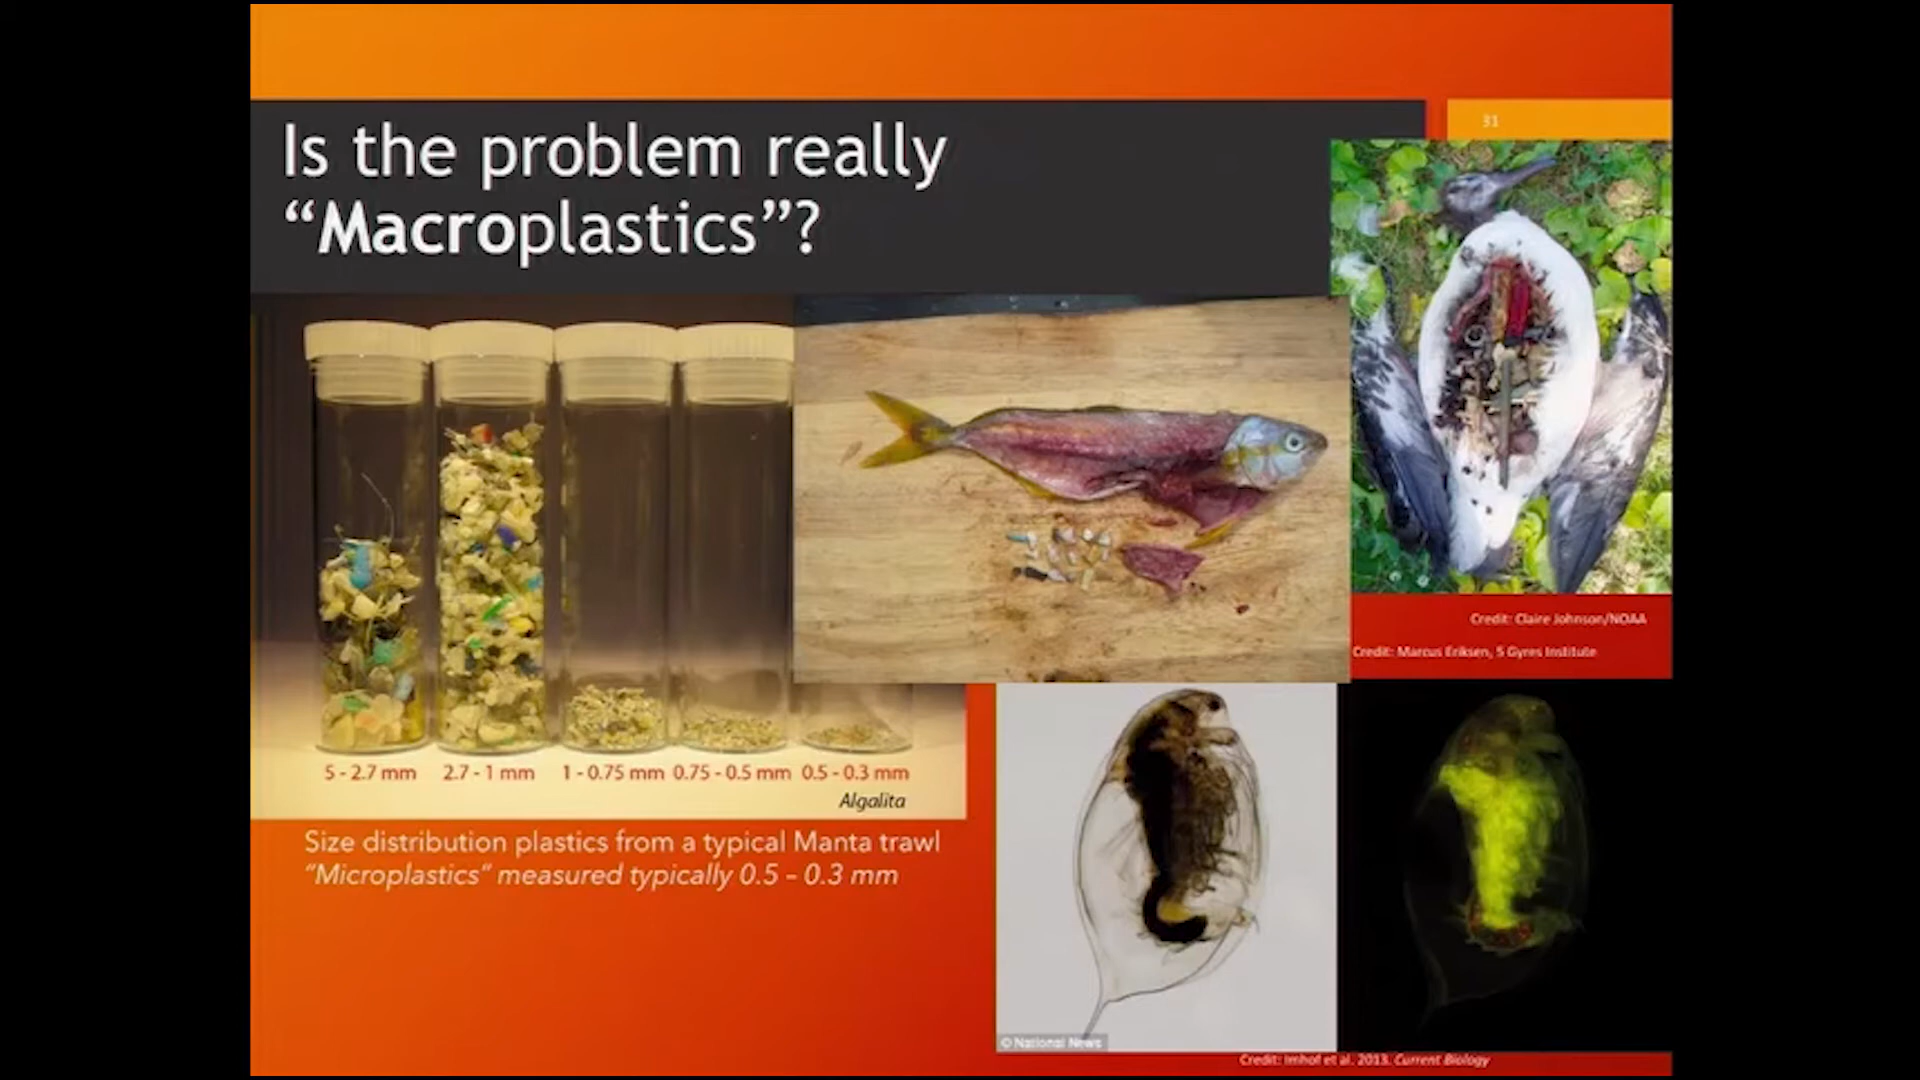 31
Is the problem really
“Macroplastics”?
Credit: Claire Johnson/NOAA
Credit: Marcus Eriksen, 5 Gyres Institute
5 - 2.7 mm 2.7 - 1 mm 1 - 0.75 mm 0.75 - 0.5 mm 0.5 - 0.3 mm
Algalita
Size distribution plastics from a typical Manta trawl
“Microplastics” measured typically 0.5 – 0.3 mm
© National News
Credit: Imhof et al. 2013. Current Biology